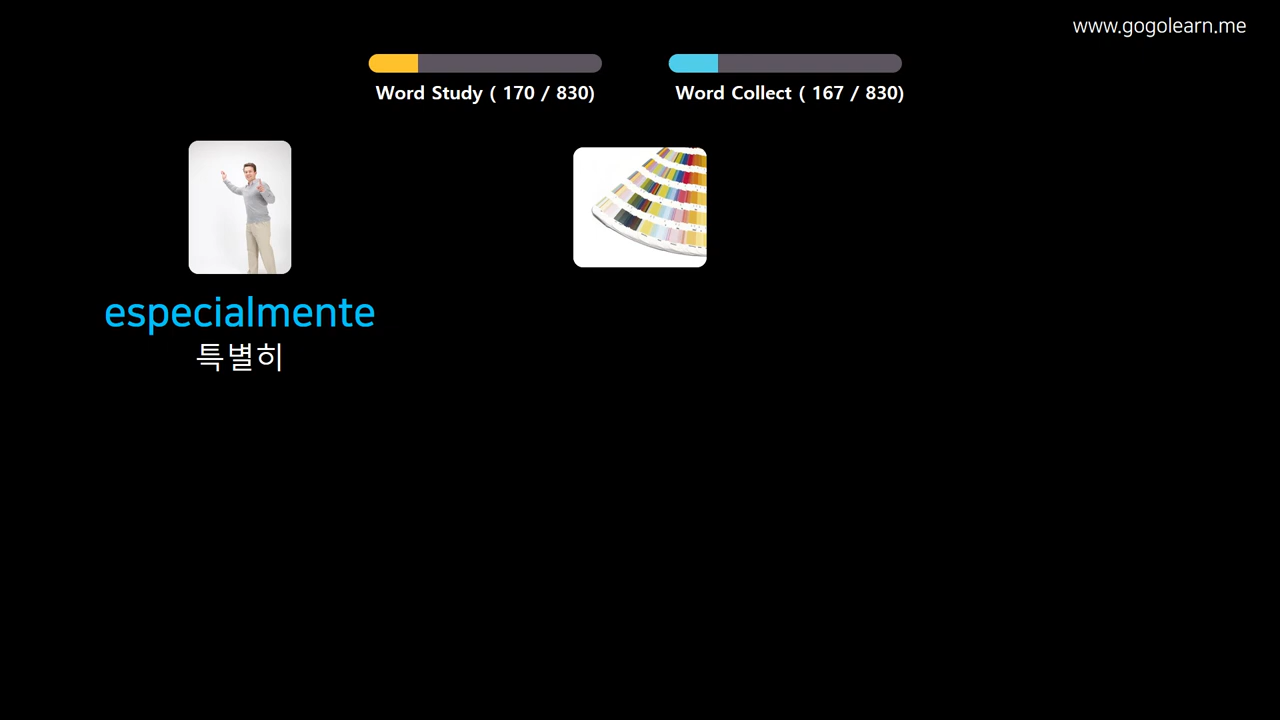 www.gogolearn.me
Word Study ( 170 / 830)
Word Collect ( 167 / 830)
especialmente
특별히